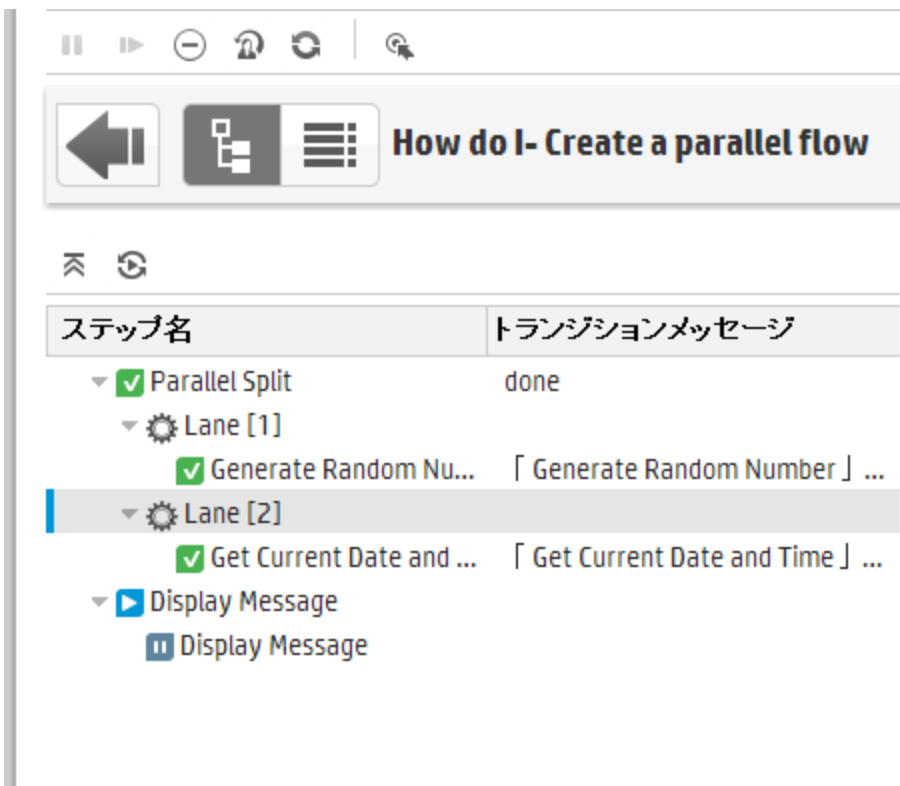 How do I- Create a parallel flow
ステップ名 トランジションメッセージ
Parallel Split done
Lane [1]
Generate Random Nu... 「 Generate Random Number 」 ...
Lane [2]
Get Current Date and ... 「 Get Current Date and Time 」 ...
Display Message
Display Message